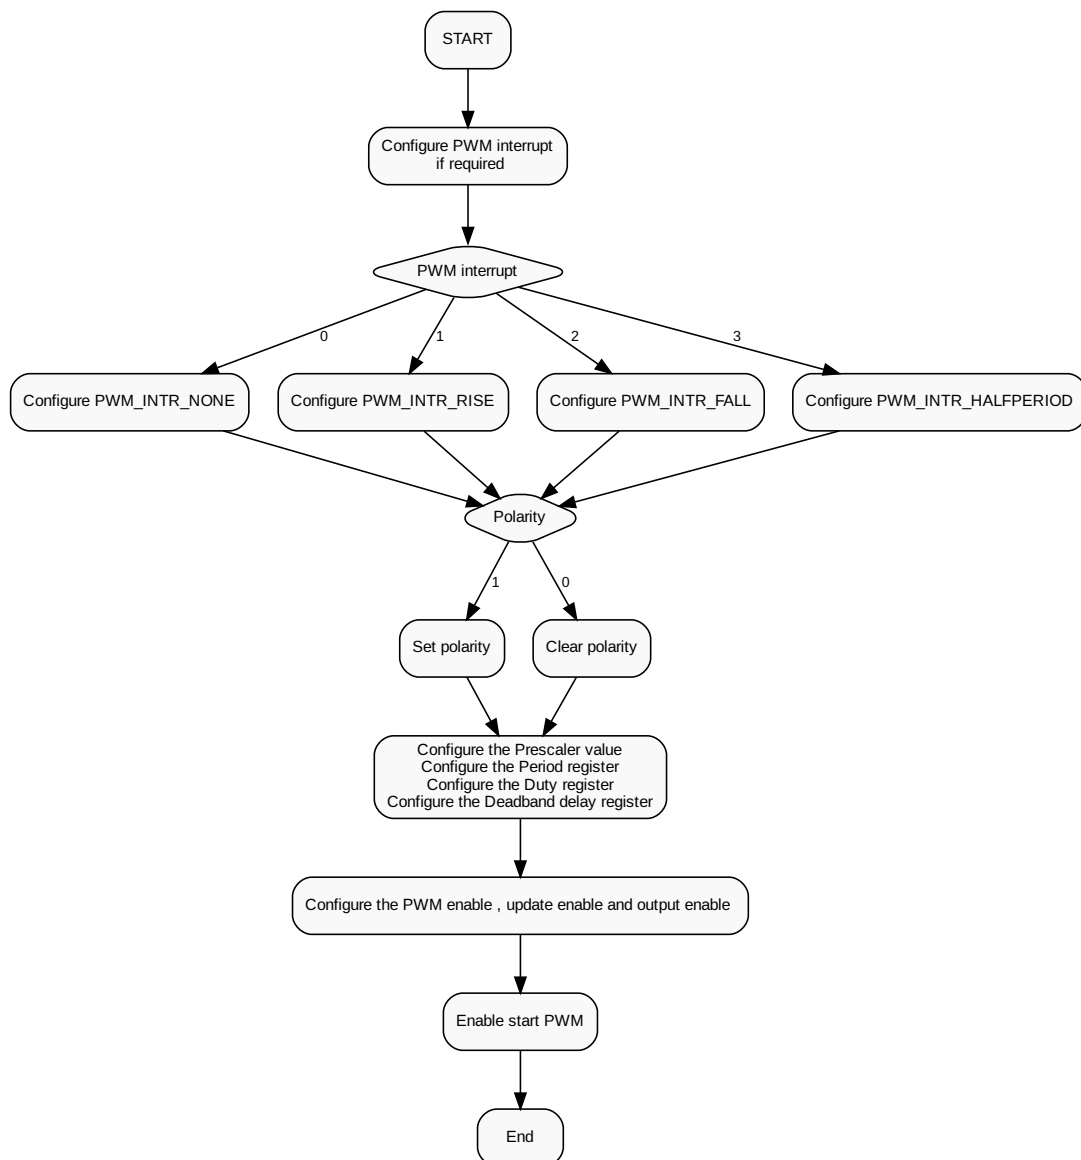 START
Configure PWM interrupt
if required
PWM interrupt
0
1
2
3
Configure PWM_INTR_NONE
Configure PWM_INTR_RISE
Configure PWM_INTR_FALL
Configure PWM_INTR_HALFPERIOD
Polarity
1
0
Set polarity
Clear polarity
Configure the Prescaler value
Configure the Period register
Configure the Duty register
Configure the Deadband delay register
Configure the PWM enable , update enable and output enable
Enable start PWM
End